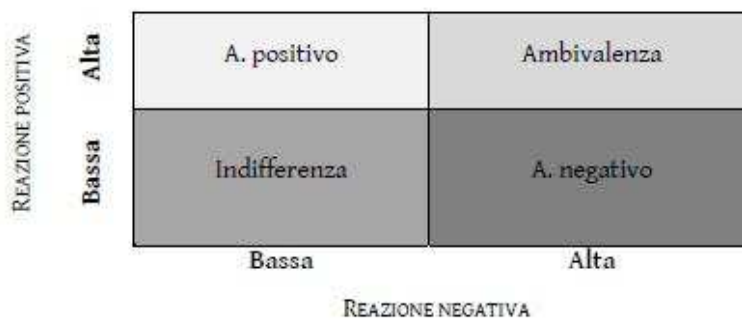 REAZIONE POSITIVA
Alta
A. positivo
Ambivalenza
Bassa
Indifferenza
A. negativo
Bassa
Alta
REAZIONE NEGATIVA